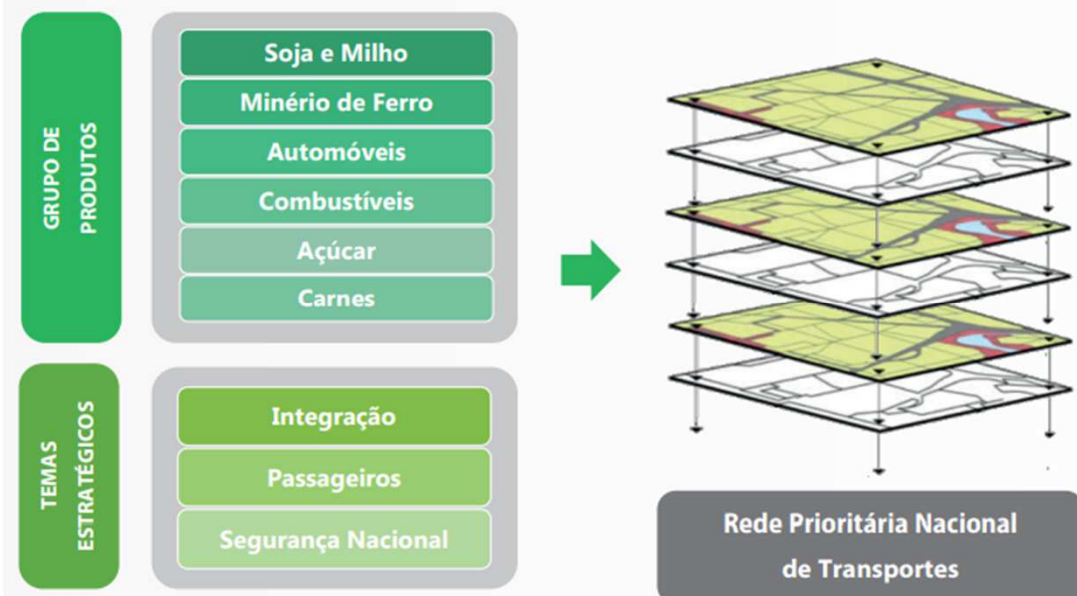 GRUPO DE
PRODUTOS
Soja e Milho
Minério de Ferro
Automóveis
Combustíveis
Açúcar
Carnes
TEMAS
ESTRATÉGICOS
Integração
Passageiros
Segurança Nacional
Rede Prioritária Nacional
de Transportes